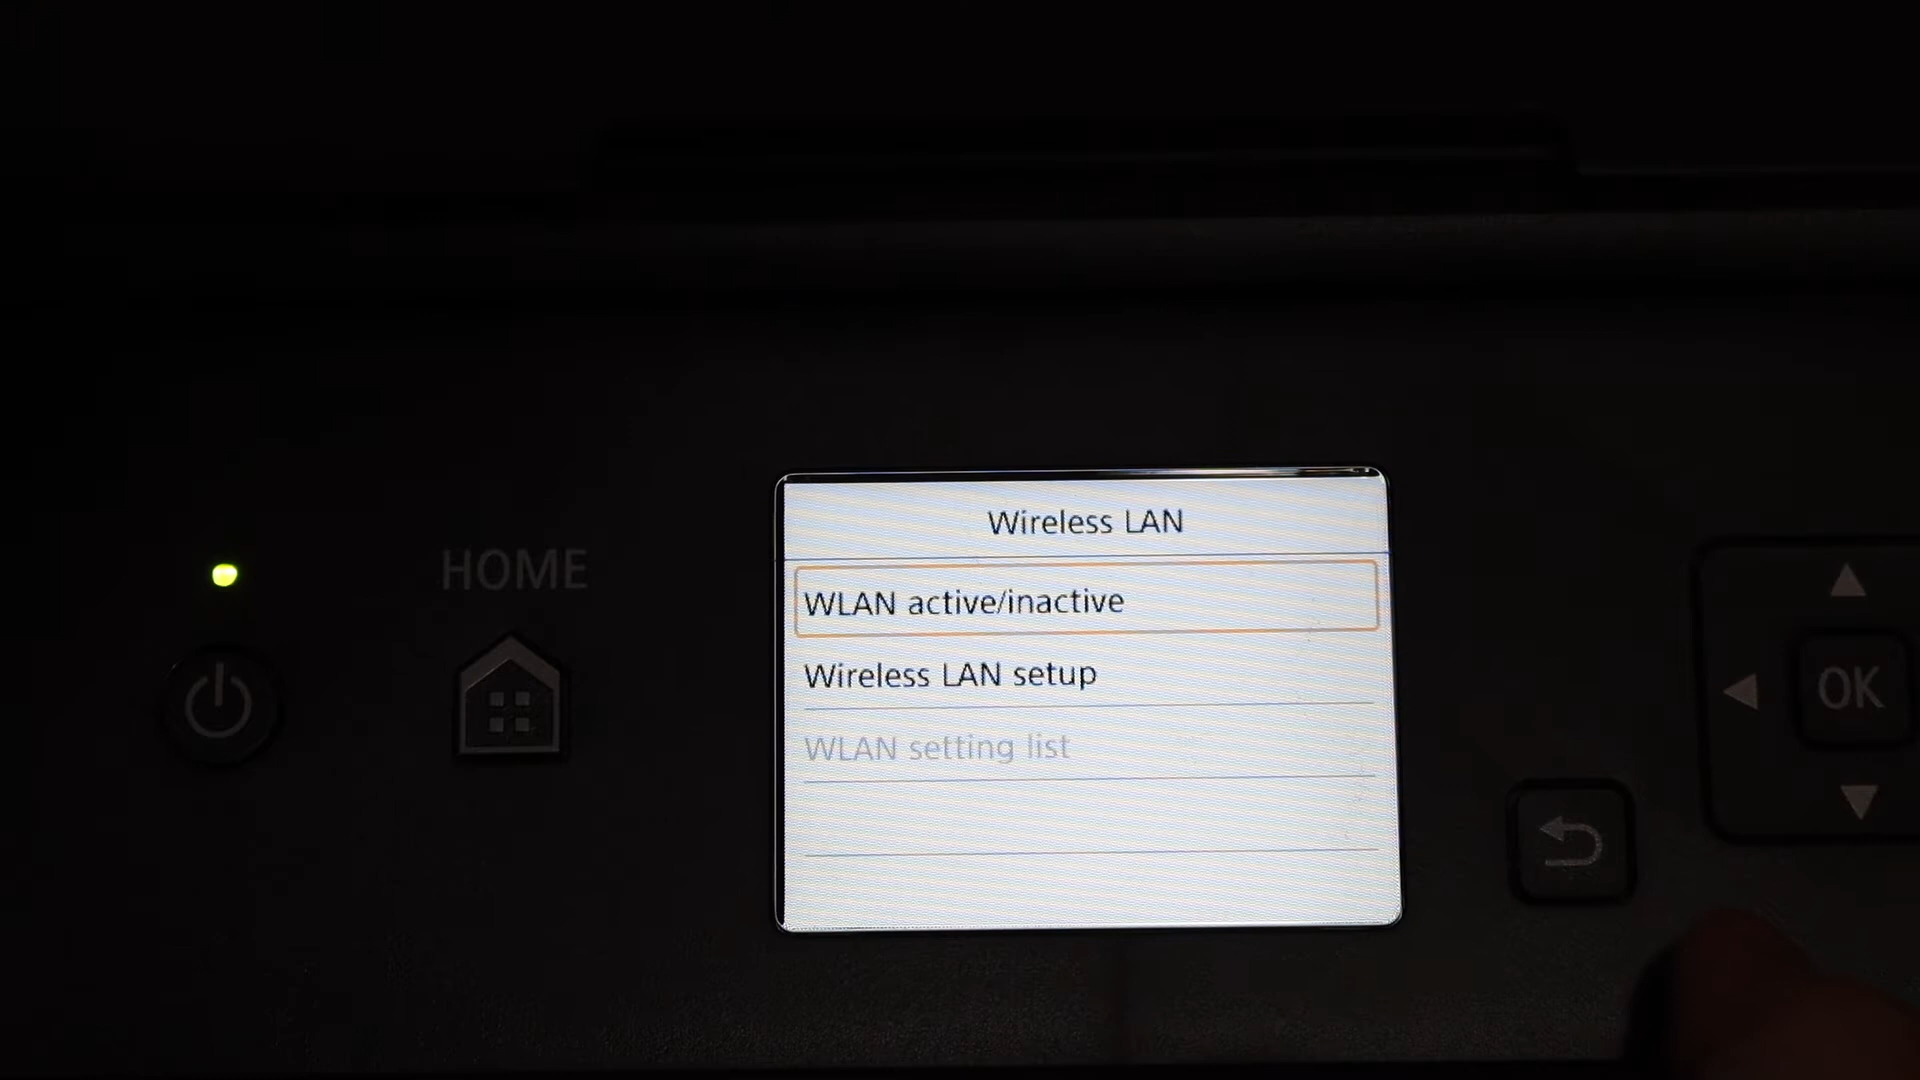 Wireless LAN
HOME
WLAN active/inactive
Wireless LAN setup
OK
WLAN setting list